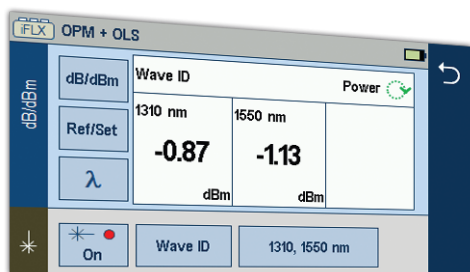 iFLX OPM + OLS
dB/dBm
dB/dBm
Wave ID
Power
Ref/Set
λ
1310 nm
-0.87
dBm
1550 nm
-1.13
dBm
On
Wave ID
1310, 1550 nm